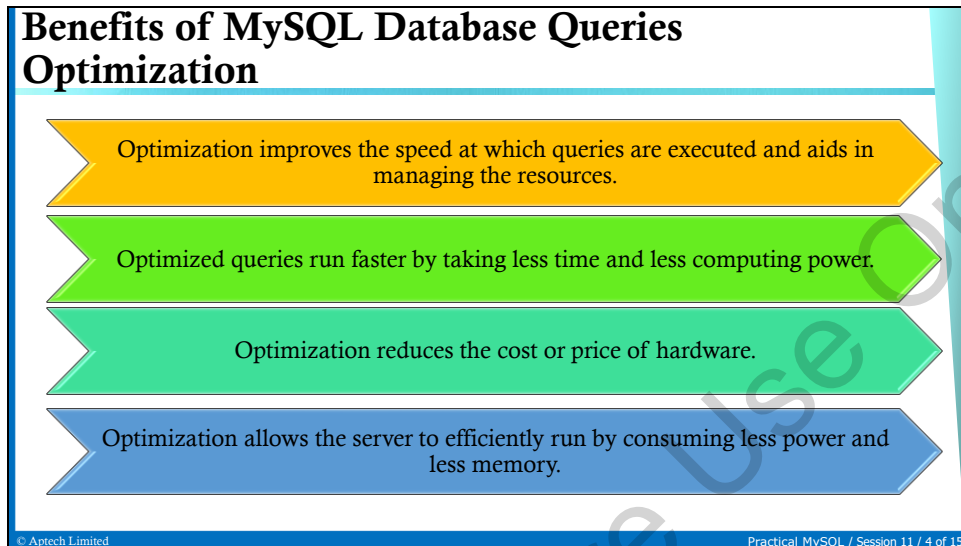 Benefits of MySQL Database Queries
Optimization
Optimization improves the speed at which queries are executed and aids in
managing the resources.
Optimized queries run faster by taking less time and less computing power.
Optimization reduces the cost or price of hardware.
Optimization allows the server to efficiently run by consuming less power and
less memory.
Use
© Aptech Limited
Practical MySQL / Session 11 / 4 of 15